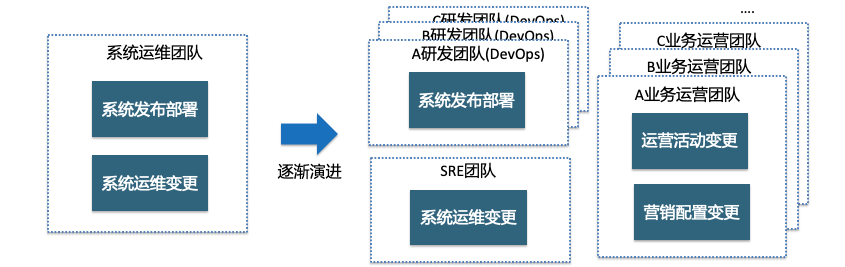 系统运维团队
系统发布部署
系统运维变更
逐渐演进
C研发团队(DevOps)
B研发团队(DevOps)
A研发团队(DevOps)
系统发布部署
SRE团队
系统运维变更
....
C业务运营团队
B业务运营团队
A业务运营团队
运营活动变更
营销配置变更